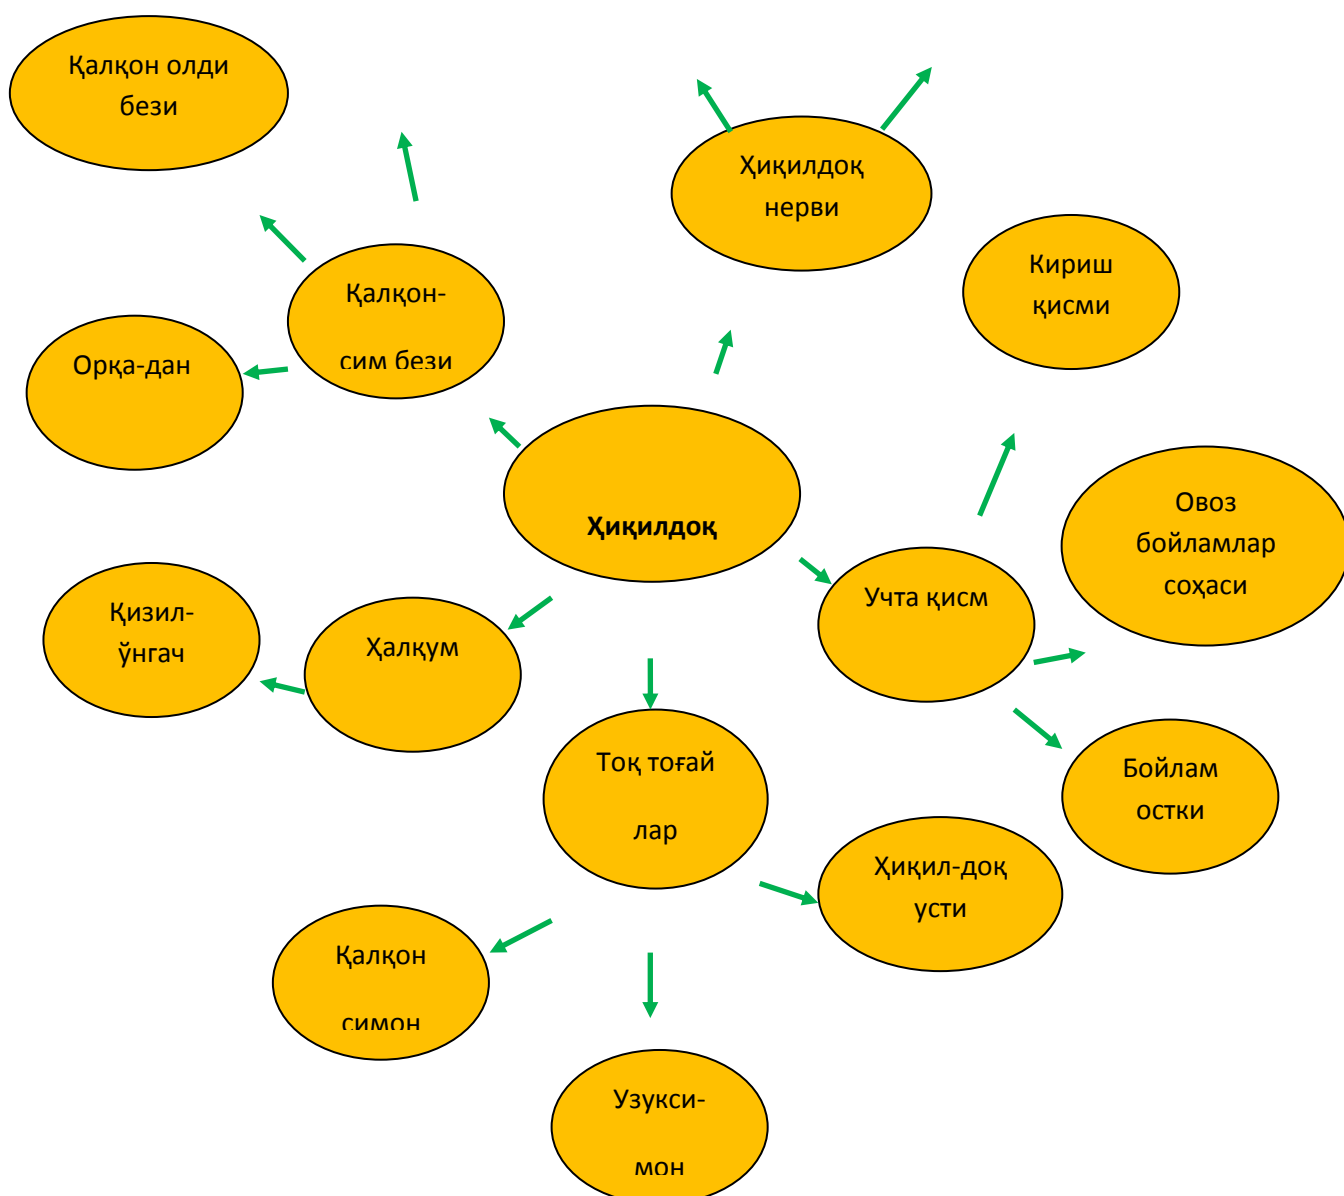 Қалқон олди
бези
Ҳиқилдоқ
нерви
Кириш
қисми
Қалқон-
сим бези
Орқа-дан
Ҳиқилдоқ
Овоз
бойламлар
соҳаси
Учта қисм
Қизил-
ўнгач
Ҳалқум
Тоқ тоғай
лар
Бойлам
остки
Ҳиқил-доқ
усти
Қалқон
симон
Узукси-
мон